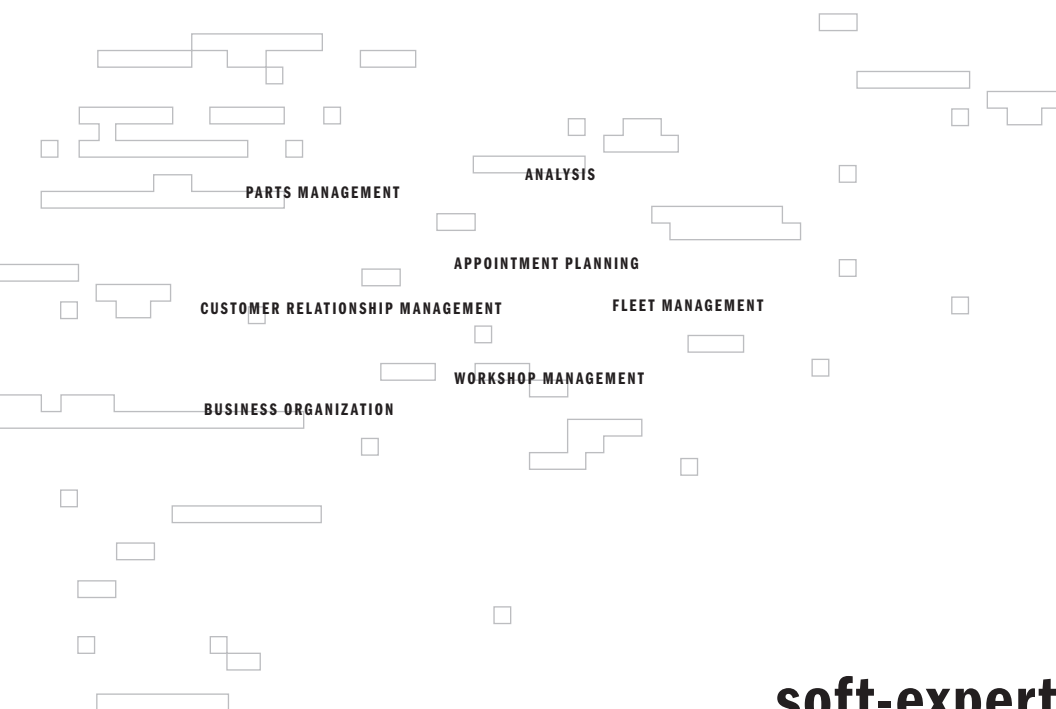 ANALYSIS
PARTS MANAGEMENT
APPOINTMENT PLANNING
CUSTOMER RELATIONSHIP MANAGEMENT
FLEET MANAGEMENT
WORKSHOP MANAGEMENT
BUSINESS ORGANIZATION
soft-expert